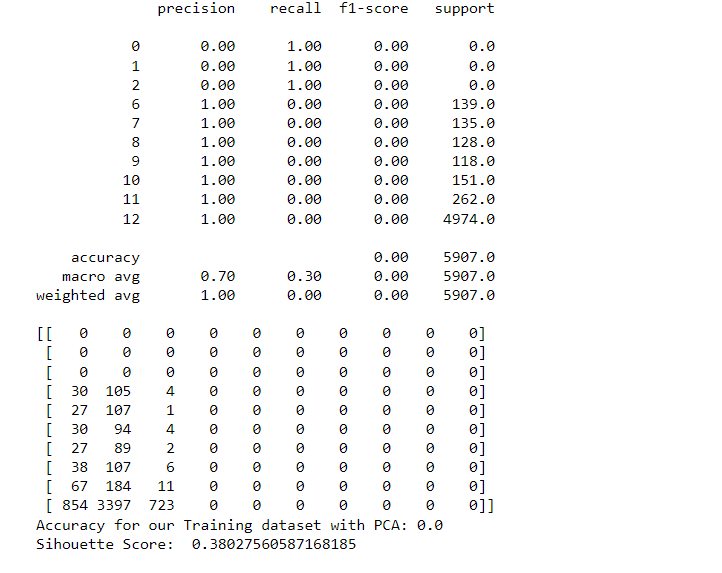 precision recall f1-score support
0 0.00 1.00 0.00 0.0
1 0.00 1.00 0.00 0.0
2 0.00 1.00 0.00 0.0
6 1.00 0.00 0.00 139.0
7 1.00 0.00 0.00 135.0
8 1.00 0.00 0.00 128.0
9 1.00 0.00 0.00 118.0
10 1.00 0.00 0.00 151.0
11 1.00 0.00 0.00 262.0
12 1.00 0.00 0.00 4974.0
accuracy 0.00 5907.0
macro avg 0.70 0.30 0.00 5907.0
weighted avg 1.00 0.00 0.00 5907.0
[[ 0 0 0 0 0 0 0 0 0 0]
[ 0 0 0 0 0 0 0 0 0 0]
[ 0 0 0 0 0 0 0 0 0 0]
[ 30 105 4 0 0 0 0 0 0 0]
[ 27 107 1 0 0 0 0 0 0 0]
[ 30 94 4 0 0 0 0 0 0 0]
[ 27 89 2 0 0 0 0 0 0 0]
[ 38 107 6 0 0 0 0 0 0 0]
[ 67 184 11 0 0 0 0 0 0 0]
[ 854 3397 723 0 0 0 0 0 0 0]]
Accuracy for our Training dataset with PCA: 0.0
Sihouette Score: 0.38027560587168185